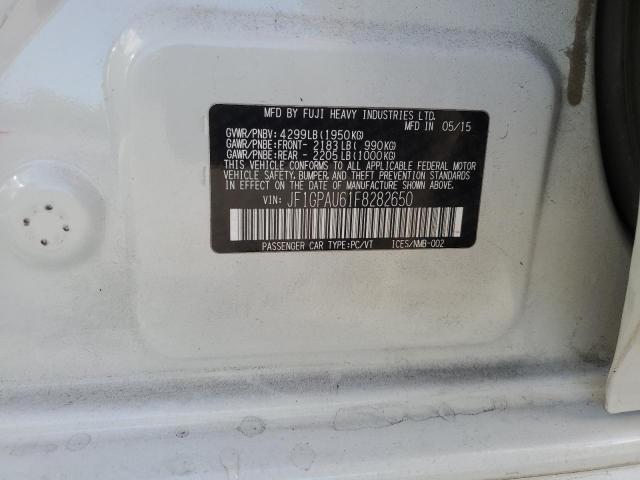 MFD BY FUJI HEAVY INDUSTRIES LTD.
MFD IN 05/15
GVWR/PNBV: 4299LB(1950KG)
GAWR/PNBE:FRONT- 2183LB( 990KG)
GAWR/PNBE:REAR - 2205LB(1000KG)
THIS VEHICLE CONFORMS TO ALL APPLICABLE FEDERAL MOTOR
VEHICLE SAFETY, BUMPER, AND THEFT PREVENTION STANDARDS
IN EFFECT ON THE DATE OF MANUFACTURE SHOWN ABOVE.
VIN: JF1GPAU61F8282650
PASSENGER CAR TYPE:PC/VT ICES/NMB-002